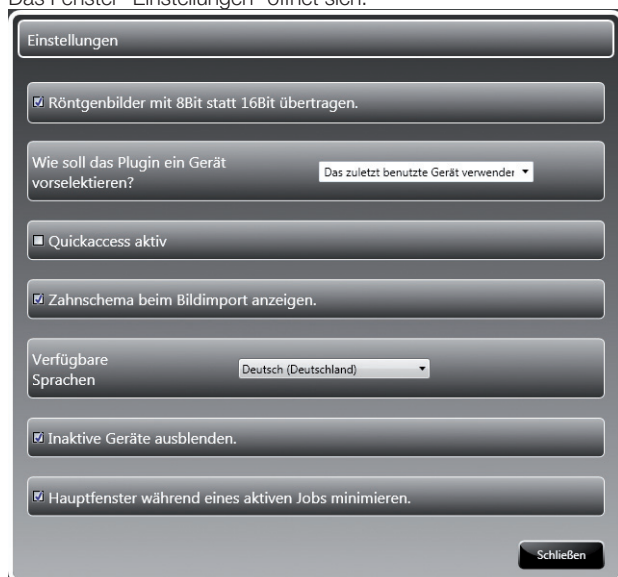 Das Fenster "Einstellungen" öffnet sich.
Einstellungen
Röntgenbilder mit 8Bit statt 16Bit übertragen.
Wie soll das Plugin ein Gerät
vorselektieren?
Das zuletzt benutzte Gerät verwender
Quickaccess aktiv
Zahnschema beim Bildimport anzeigen.
Verfügbare
Sprachen
Deutsch (Deutschland)
Inaktive Geräte ausblenden.
Hauptfenster während eines aktiven Jobs minimieren.
Schließen